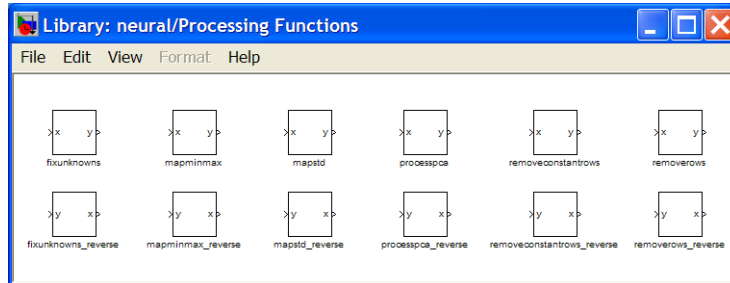 Library: neural/Processing Functions
File Edit View Format Help
x y x y x y x y x y x y
fixunknowns mapminmax mapstd processpca removeconstantrows removerows
y x y x y x y x y x y x
fixunknowns_reverse mapminmax_reverse mapstd_reverse processpca_reverse removeconstantrows_reverse removerows_reverse